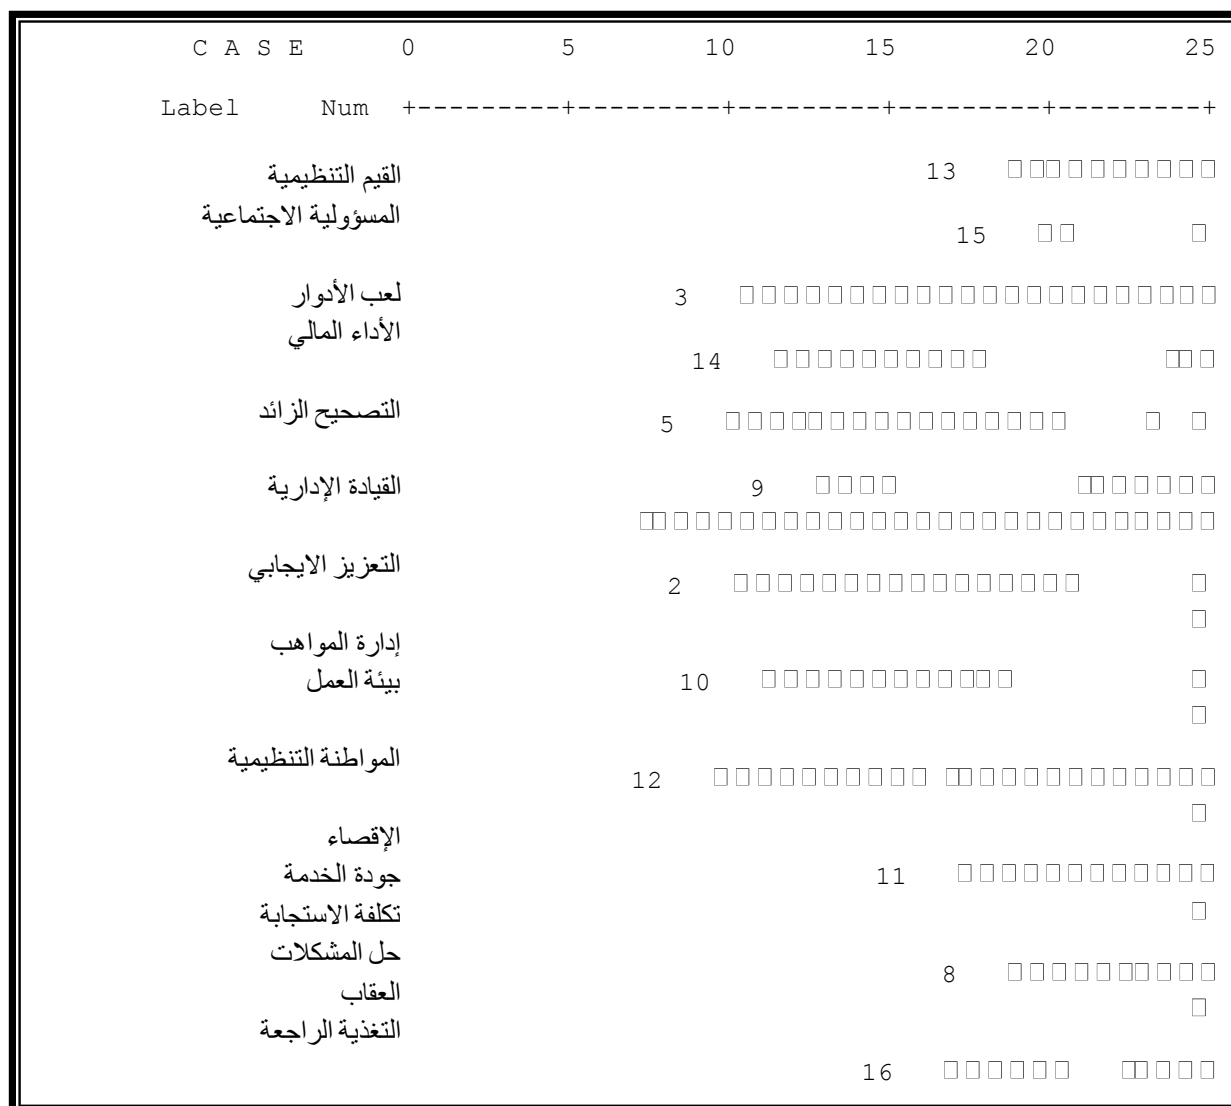 C A S E 0 5 10 15 20 25
Label Num +---------+---------+---------+---------+---------+
القيم التنظيمية 13
المسؤولية الاجتماعية
15
لعب الأدوار 3
الأداء المالي
14
التصحيح الزائد 5
القيادة الإدارية 9
التعزيز الايجابي 2
إدارة المواهب
بيئة العمل 10
المواطنة التنظيمية 12
الإقصاء
جودة الخدمة 11
تكلفة الاستجابة
حل المشكلات 8
العقاب
التغذية الراجعة
16